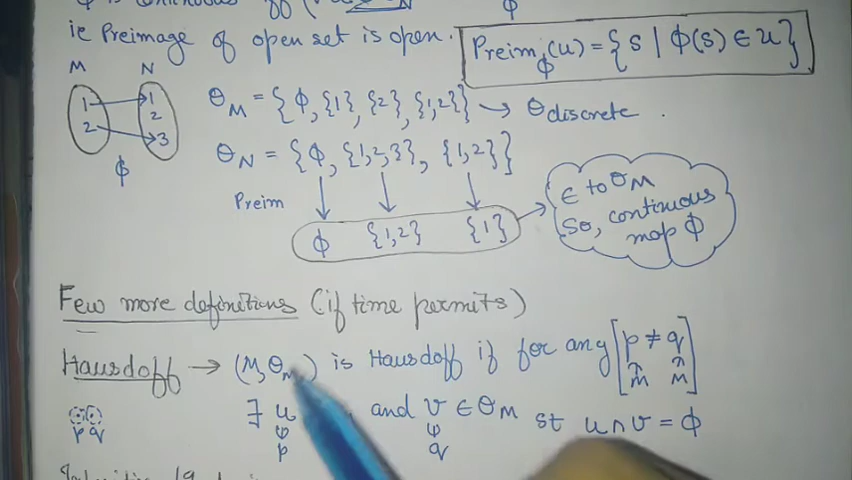 ie Preimage of open set is open.
Preim_ϕ(u) = {s | ϕ(s) ∈ u}
M N
1 1
2 2
3
ϕ
θ_M = {ϕ, {1}, {2}, {1,2}} → θ discrete.
θ_N = {ϕ, {1,2,3}, {1,2}}
Preim
ϕ {1,2} {1}
∈ to θ_M
So, continuous
map ϕ
Few more definitions (if time permits)
Hausdoff → (M, θ_M) is Hausdoff if for any [p ≠ q]
M M
∃ u and v ∈ θ_M st u ∩ v = ϕ
p q
p q